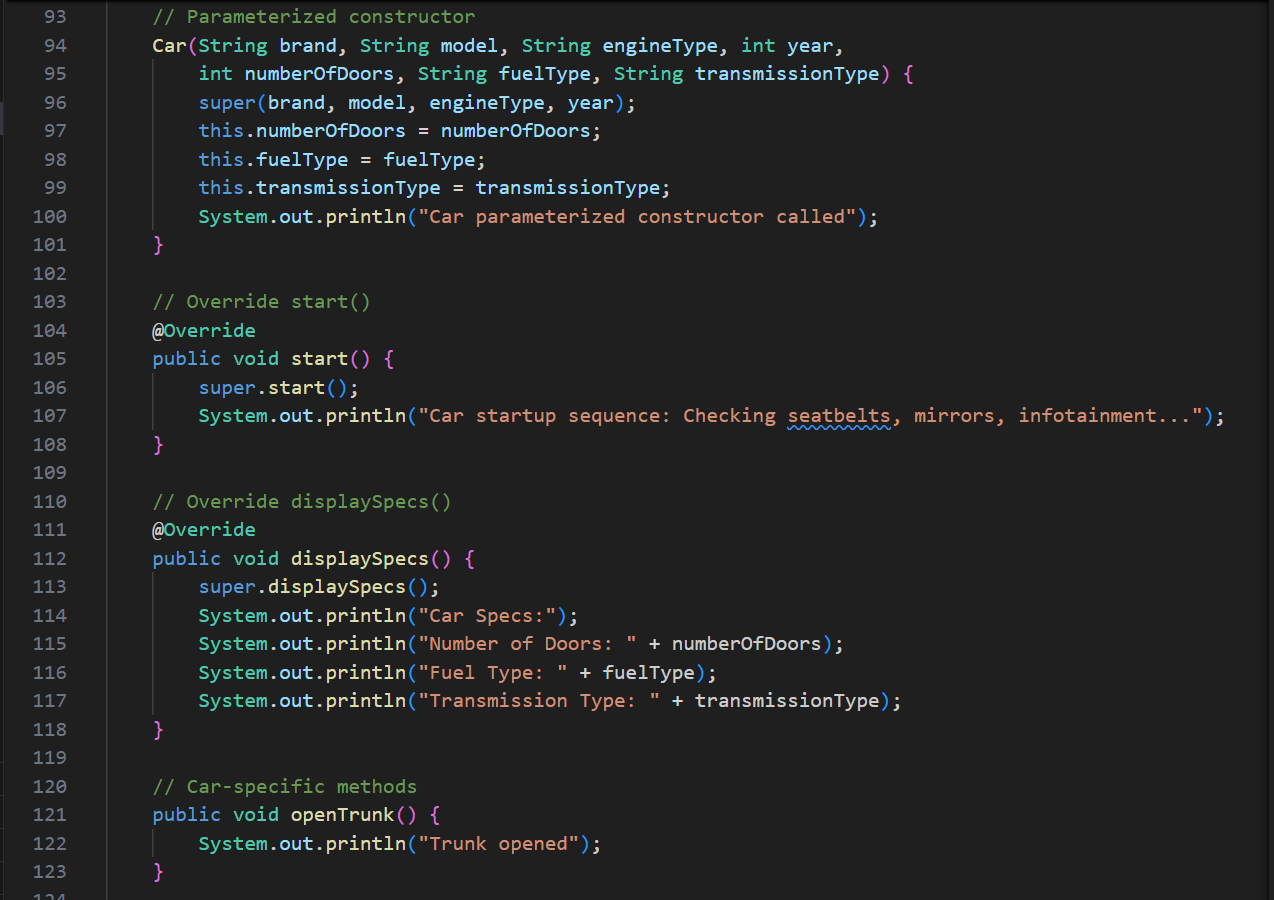 93 // Parameterized constructor
94 Car(String brand, String model, String engineType, int year,
95 int numberOfDoors, String fuelType, String transmissionType) {
96 super(brand, model, engineType, year);
97 this.numberOfDoors = numberOfDoors;
98 this.fuelType = fuelType;
99 this.transmissionType = transmissionType;
100 System.out.println("Car parameterized constructor called");
101 }
102
103 // Override start()
104 @Override
105 public void start() {
106 super.start();
107 System.out.println("Car startup sequence: Checking seatbelts, mirrors, infotainment...");
108 }
109
110 // Override displaySpecs()
111 @Override
112 public void displaySpecs() {
113 super.displaySpecs();
114 System.out.println("Car Specs:");
115 System.out.println("Number of Doors: " + numberOfDoors);
116 System.out.println("Fuel Type: " + fuelType);
117 System.out.println("Transmission Type: " + transmissionType);
118 }
119
120 // Car-specific methods
121 public void openTrunk() {
122 System.out.println("Trunk opened");
123 }
124